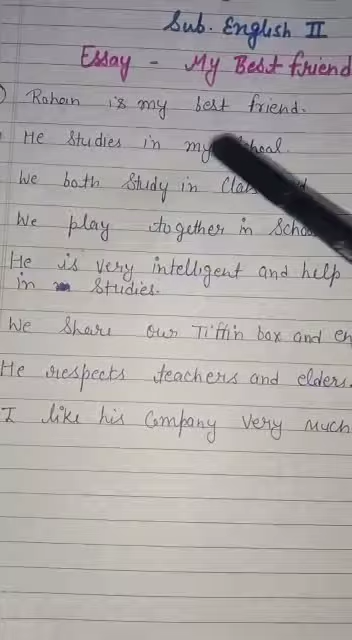 Sub. English II
Essay - My Best friend
Rohan is my best friend.
He Studies in my
We both Study in
We play together in
He is very intelligent and help
in Studies.
We Share our Tiffin box and
He respects teachers and elders.
I like his Company very Much